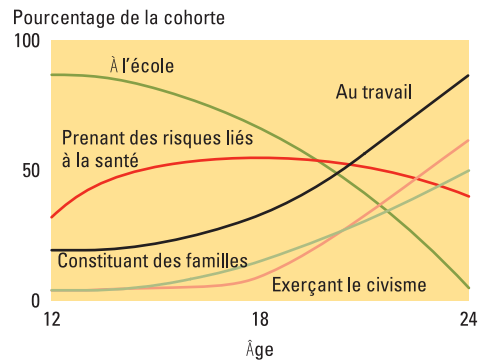 Pourcentage de la cohorte
100
À l'école
Au travail
Prenant des risques liés
à la santé
50
Constituant des familles
Exerçant le civisme
0
12
18
24
Âge